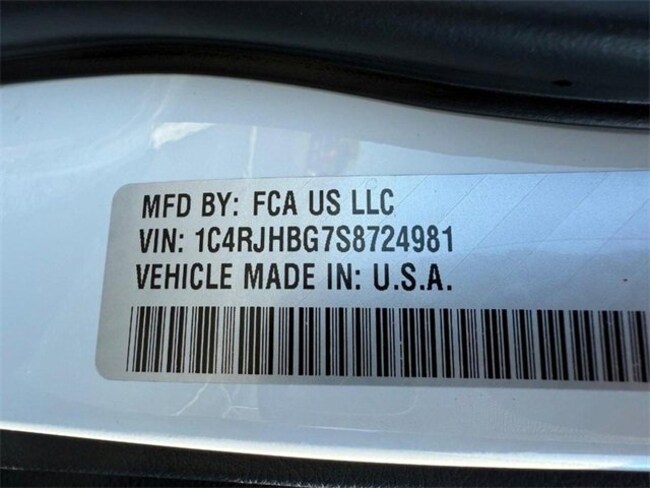 MFD BY: FCA US LLC
VIN: 1C4RJHBG7S8724981
VEHICLE MADE IN: U.S.A.